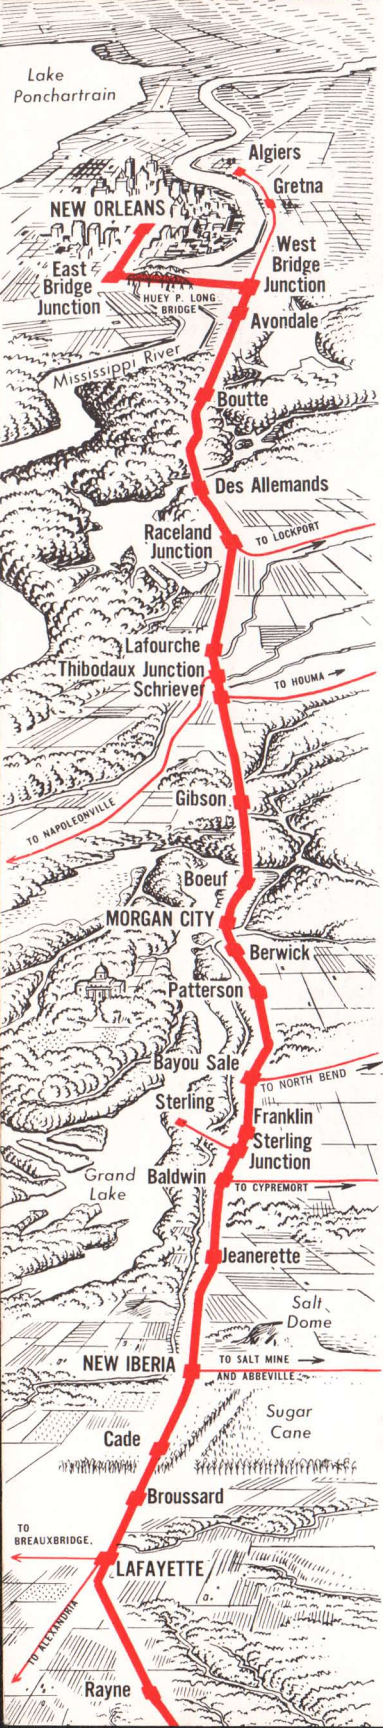 Lake
Ponchartrain
Algiers
Gretna
NEW ORLEANS
West
Bridge
Junction
East
Bridge
Junction
HUEY P. LONG
BRIDGE
Avondale
Mississippi River
Boutte
Des Allemands
Raceland
Junction
TO LOCKPORT
Lafourche
Thibodaux Junction
Schriever
TO HOUMA
Gibson
TO NAPOLEONVILLE
Boeuf
MORGAN CITY
Berwick
Patterson
Bayou Sale
TO NORTH BEND
Sterling
Franklin
Sterling
Junction
Grand
Lake
Baldwin
TO CYPREMORT
Jeanerette
Salt
Dome
NEW IBERIA
TO SALT MINE
AND ABBEVILLE
Sugar
Cane
Cade
Broussard
TO
BREAUXBRIDGE.
LAFAYETTE
TO ALEXANDRIA
Rayne